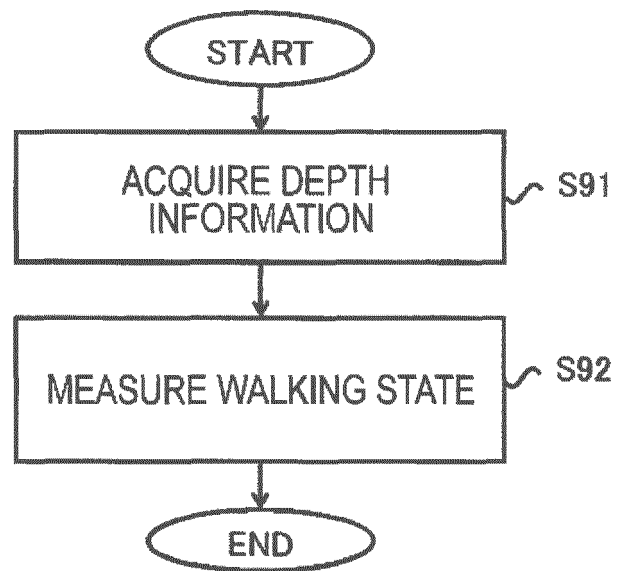 START
ACQUIRE DEPTH
INFORMATION
S91
MEASURE WALKING STATE
S92
END